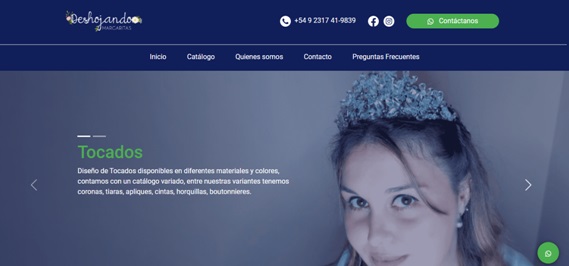 Deshojando
MARGARITAS
+54 9 2317 41-9839
Contáctanos
Inicio
Catálogo
Quienes somos
Contacto
Preguntas Frecuentes
Tocados
Diseño de Tocados disponibles en diferentes materiales y colores,
contamos con un catálogo variado, entre nuestras variantes tenemos
coronas, tiaras, apliques, cintas, horquillas, boutonnieres.